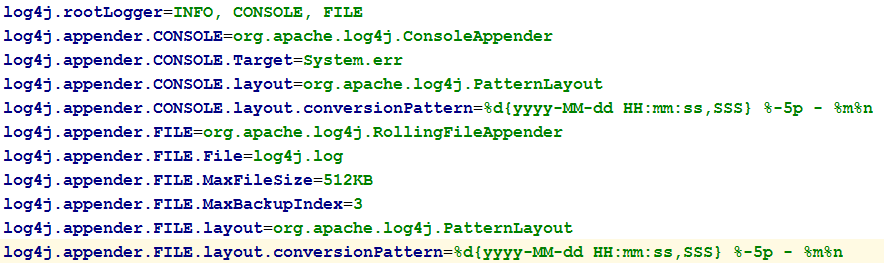 log4j.rootLogger=INFO, CONSOLE, FILE
log4j.appender.CONSOLE=org.apache.log4j.ConsoleAppender
log4j.appender.CONSOLE.Target=System.err
log4j.appender.CONSOLE.layout=org.apache.log4j.PatternLayout
log4j.appender.CONSOLE.layout.conversionPattern=%d{yyyy-MM-dd HH:mm:ss,SSS} %-5p - %m%n
log4j.appender.FILE=org.apache.log4j.RollingFileAppender
log4j.appender.FILE.File=log4j.log
log4j.appender.FILE.MaxFileSize=512KB
log4j.appender.FILE.MaxBackupIndex=3
log4j.appender.FILE.layout=org.apache.log4j.PatternLayout
log4j.appender.FILE.layout.conversionPattern=%d{yyyy-MM-dd HH:mm:ss,SSS} %-5p - %m%n